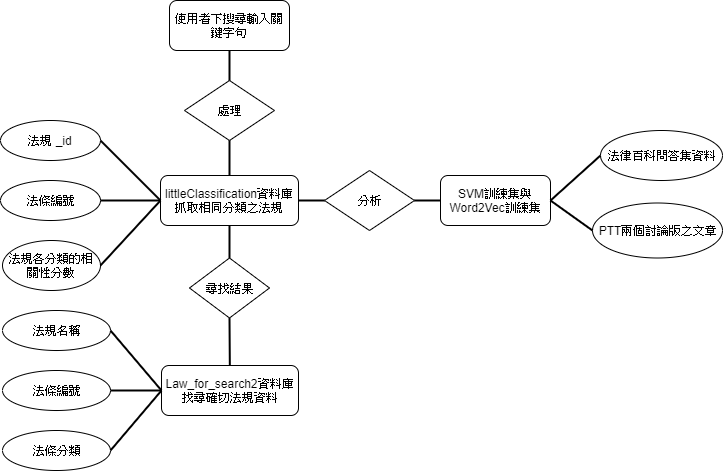 使用者下搜尋輸入關
鍵字句
處理
法規 _id
法條編號
法規各分類的相
關性分數
littleClassification資料庫
抓取相同分類之法規
分析
SVM訓練集與
Word2Vec訓練集
法律百科問答集資料
PTT兩個討論版之文章
尋找結果
法規名稱
法條編號
法條分類
Law_for_search2資料庫
找尋確切法規資料